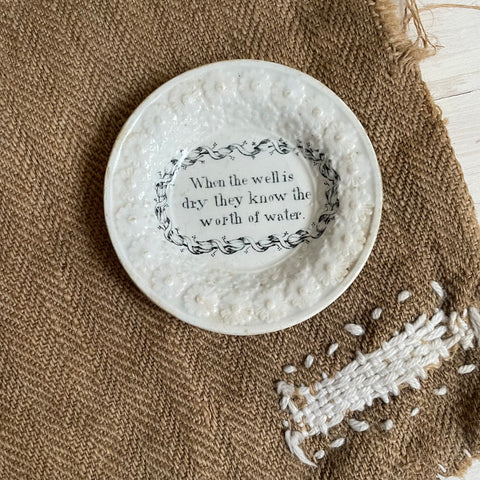 When the well is
dry they know the
worth of water.